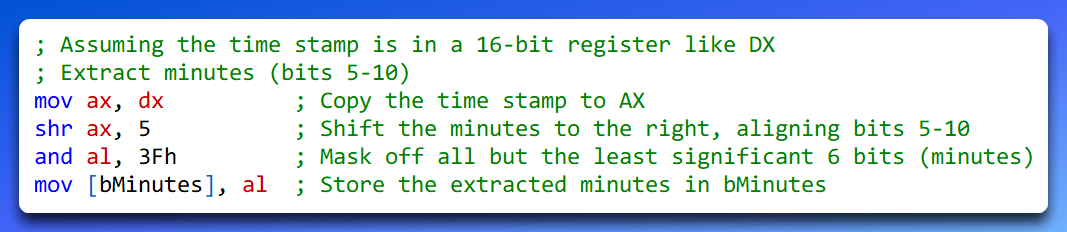 ; Assuming the time stamp is in a 16-bit register like DX
; Extract minutes (bits 5-10)
mov ax, dx          ; Copy the time stamp to AX
shr ax, 5           ; Shift the minutes to the right, aligning bits 5-10
and al, 3Fh         ; Mask off all but the least significant 6 bits (minutes)
mov [bMinutes], al  ; Store the extracted minutes in bMinutes